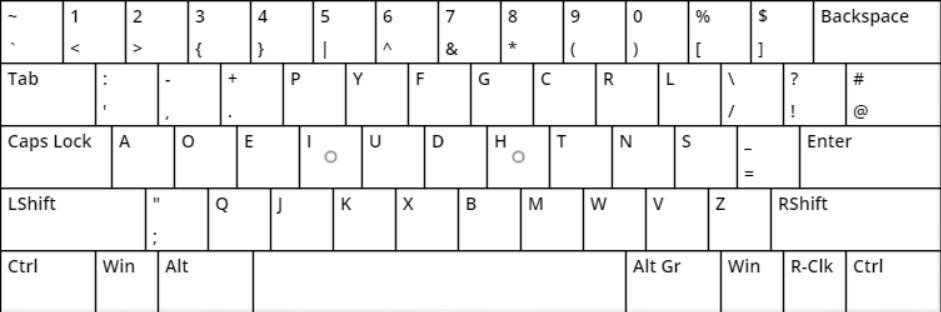 ~ 1 2 3 4 5 6 7 8 9 0 % $ Backspace
` < > { } | ^ & * ( ) [ ]
Tab : - + P Y F G C R L \ ? #
' , . / ! @
Caps Lock A O E I U D H T N S _ Enter
=
LShift " Q J K X B M W V Z RShift
;
Ctrl Win Alt Alt Gr Win R-Clk Ctrl